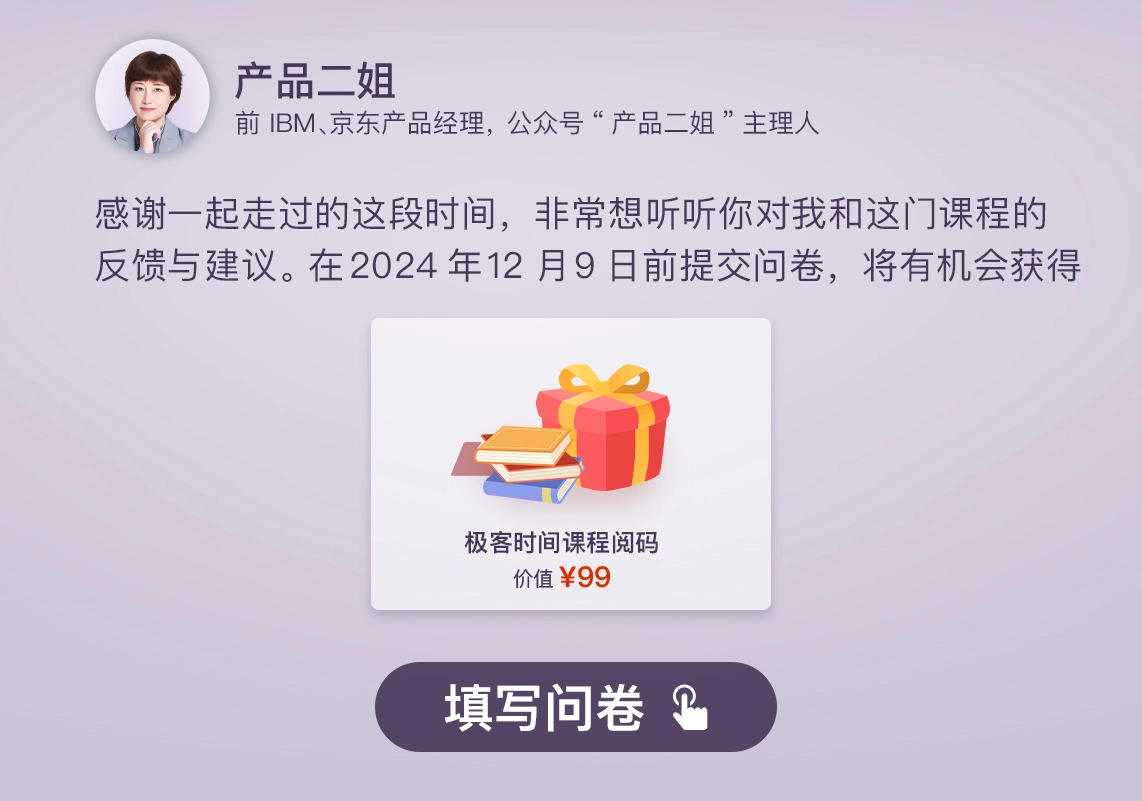 产品二姐
前 IBM、京东产品经理，公众号“产品二姐”主理人
感谢一起走过的这段时间，非常想听听你对我和这门课程的
反馈与建议。在2024年12月9日前提交问卷，将有机会获得
极客时间课程阅码
价值 ¥99
填写问卷